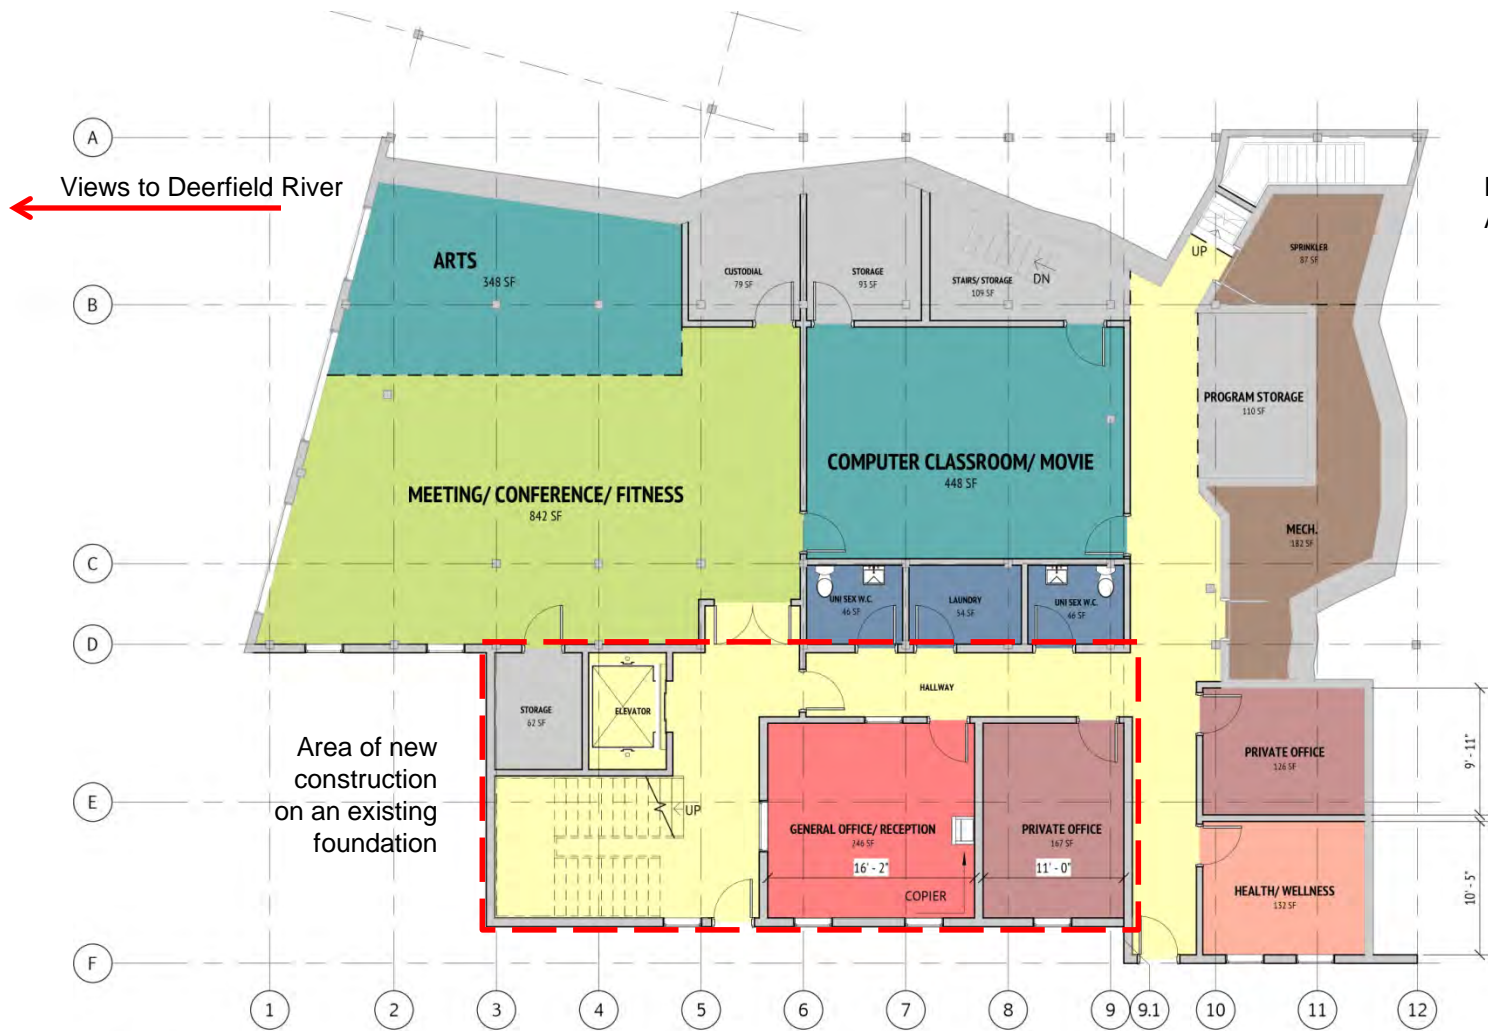 A
Views to Deerfield River
ARTS
348 SF
CUSTODIAL
79 SF
STORAGE
93 SF
STAIRS/ STORAGE
109 SF
DN
UP
SPRINKLER
87 SF
B
PROGRAM STORAGE
110 SF
COMPUTER CLASSROOM/ MOVIE
448 SF
MEETING/ CONFERENCE/ FITNESS
842 SF
MECH.
182 SF
C
UNI SEX W.C.
46 SF
LAUNDRY
54 SF
UNI SEX W.C.
46 SF
D
HALLWAY
STORAGE
62 SF
ELEVATOR
Area of new
construction
on an existing
foundation
PRIVATE OFFICE
126 SF
9' - 11"
E
UP
GENERAL OFFICE/ RECEPTION
246 SF
16' - 2"
COPIER
PRIVATE OFFICE
167 SF
11' - 0"
HEALTH/ WELLNESS
132 SF
10' - 5"
F
1
2
3
4
5
6
7
8
9
9.1
10
11
12